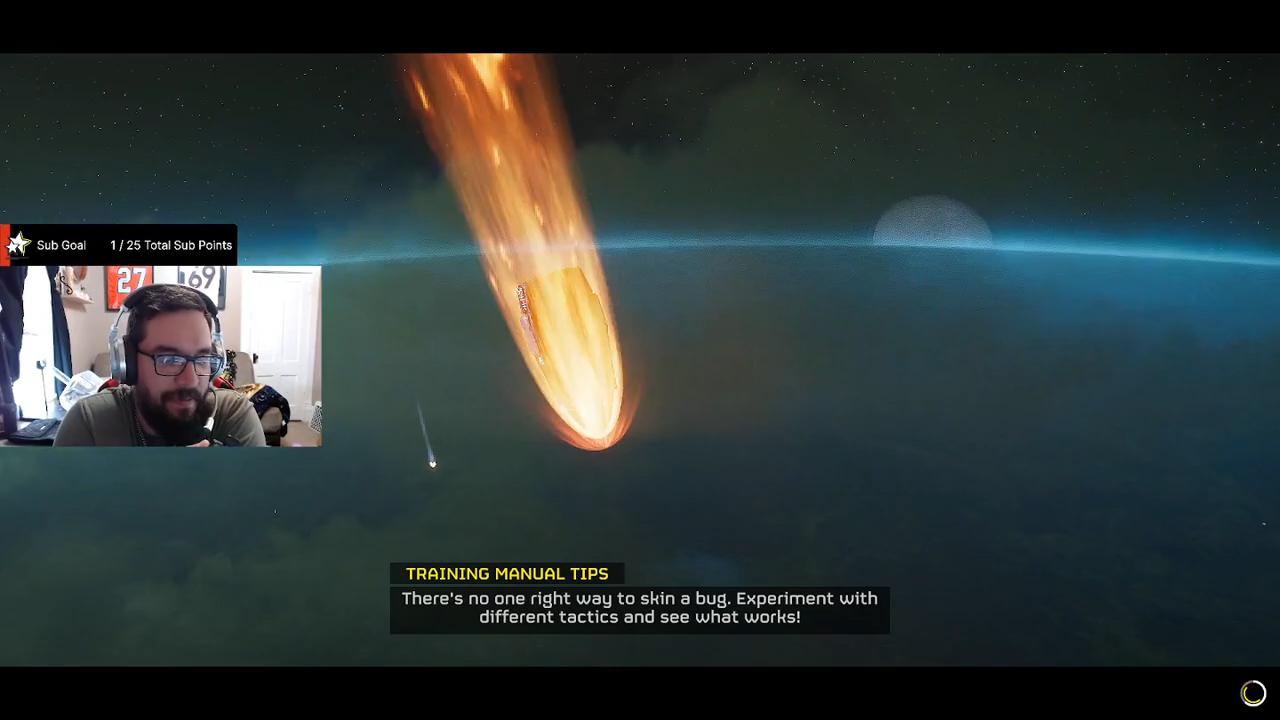 Sub Goal 1 / 25 Total Sub Points
27
69
TRAINING MANUAL TIPS
There's no one right way to skin a bug. Experiment with
different tactics and see what works!